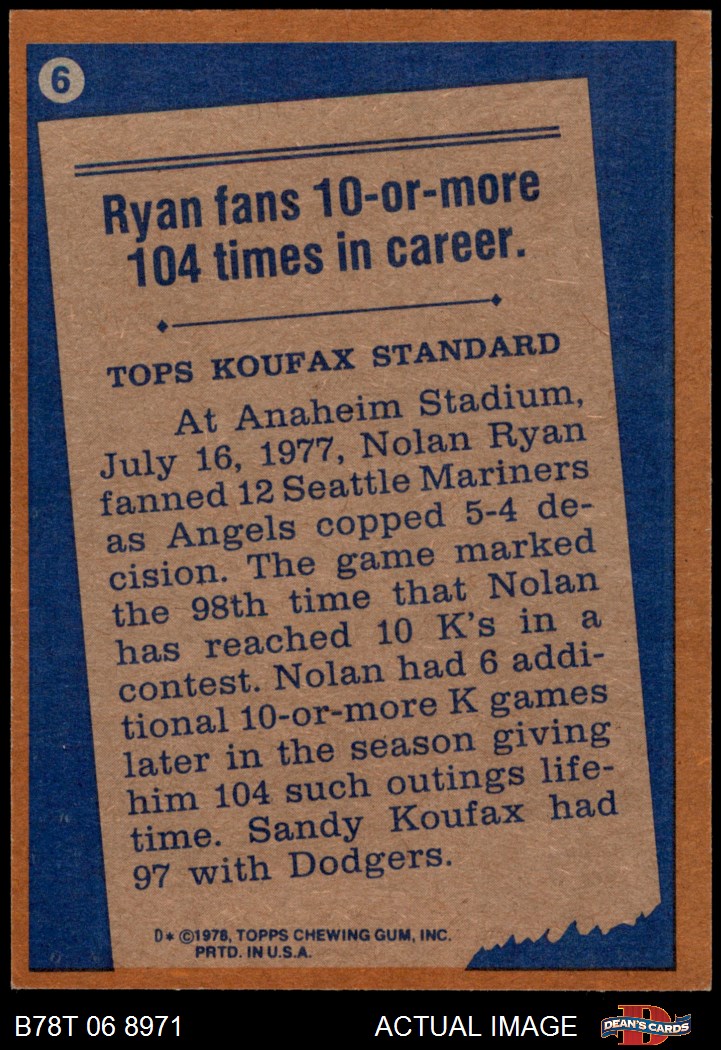 6
Ryan fans 10-or-more
104 times in career.
TOPS KOUFAX STANDARD
At Anaheim Stadium,
July 16, 1977, Nolan Ryan
fanned 12 Seattle Mariners
as Angels copped 5-4 de-
cision. The game marked
the 98th time that Nolan
has reached 10 K's in a
contest. Nolan had 6 addi-
tional 10-or-more K games
later in the season giving
him 104 such outings life-
time. Sandy Koufax had
97 with Dodgers.
D* ©1978, TOPPS CHEWING GUM, INC.
PRTD. IN U.S.A.
B78T 06 8971
ACTUAL IMAGE
D
DEAN'S CARDS